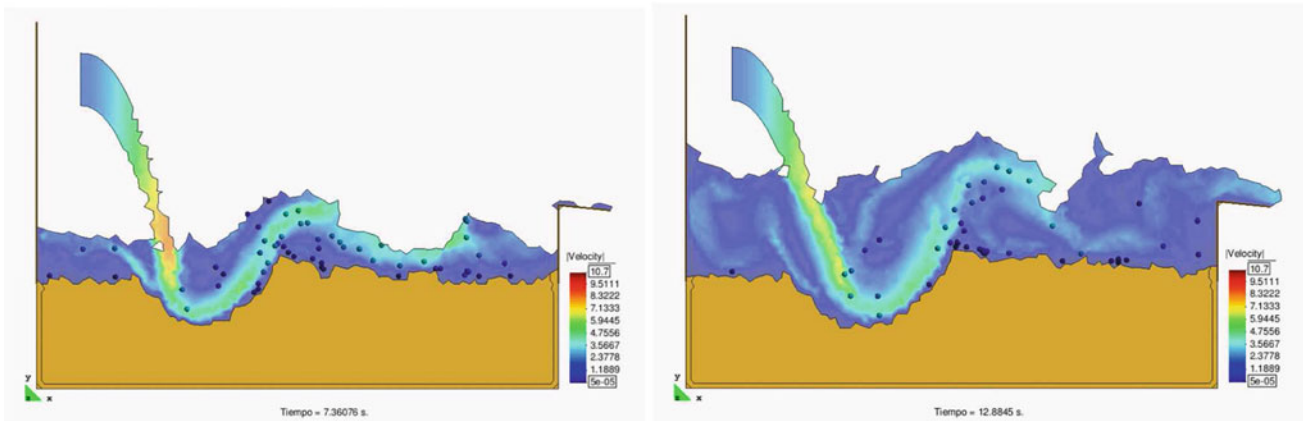 |Velocity|
10.7
9.5111
8.3222
7.1333
5.9445
4.7556
3.5667
2.3778
1.1889
5e-05
y
x
Tiempo = 7.36076 s.
|Velocity|
10.7
9.5111
8.3222
7.1333
5.9445
4.7556
3.5667
2.3778
1.1889
5e-05
y
x
Tiempo = 12.8845 s.